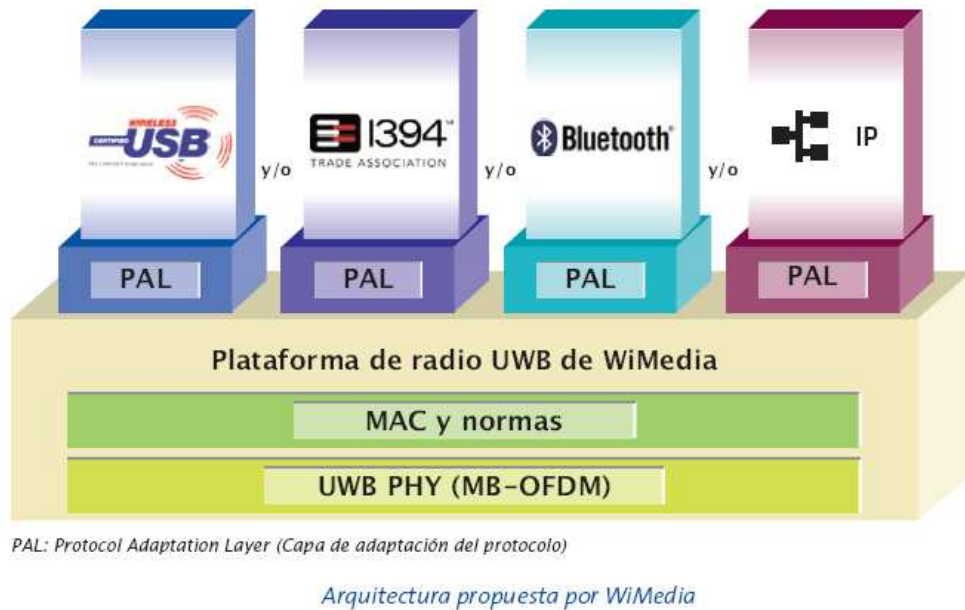 WIRELESS
CERTIFIED
USB
y/o
1394
TRADE ASSOCIATION
y/o
Bluetooth
y/o
IP
PAL
PAL
PAL
PAL
Plataforma de radio UWB de WiMedia
MAC y normas
UWB PHY (MB-OFDM)
PAL: Protocol Adaptation Layer (Capa de adaptación del protocolo)
Arquitectura propuesta por WiMedia